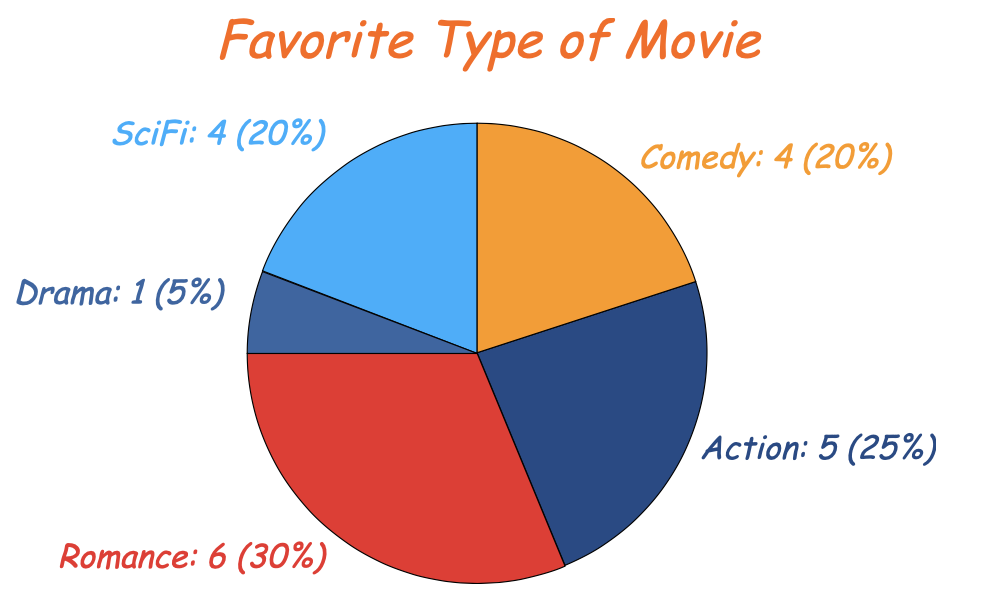 Favorite Type of Movie
SciFi: 4 (20%)
Comedy: 4 (20%)
Drama: 1 (5%)
Action: 5 (25%)
Romance: 6 (30%)